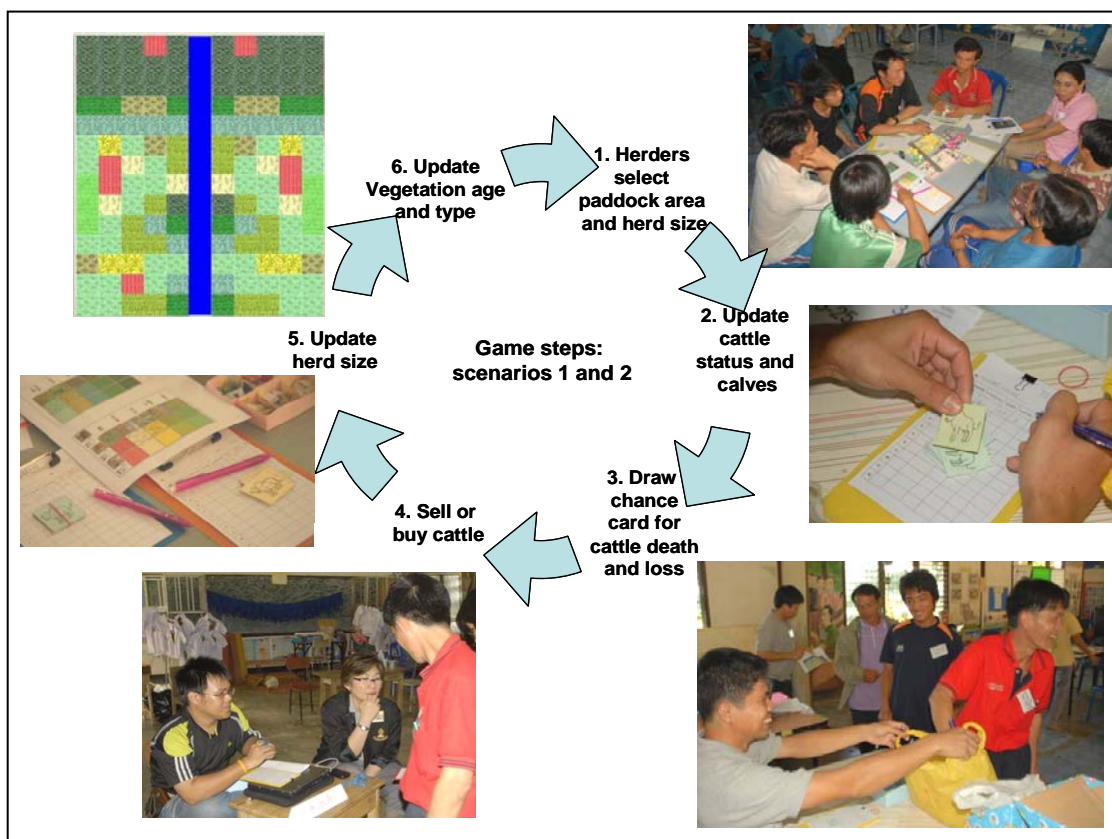 1. Herders
select
paddock area
and herd size
2. Update
cattle
status and
calves
3. Draw
chance
card for
cattle death
and loss
4. Sell or
buy cattle
5. Update
herd size
6. Update
Vegetation age
and type
Game steps:
scenarios 1 and 2